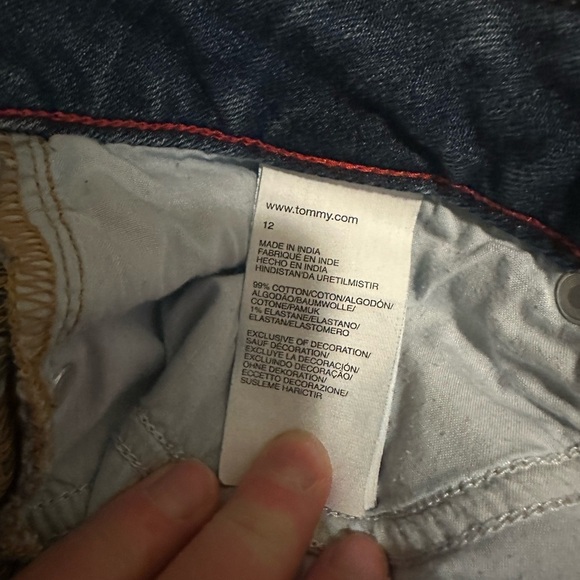 www.tommy.com
12
MADE IN INDIA
FABRIQUE EN INDE
HECHO EN INDIA
HINDISTAN'DA URETILMISTIR
99% COTTON/COTON/ALGODÓN/
ALGODÃO/BAUMWOLLE/
COTONE/PAMUK
1% ELASTANE/ELASTANO/
ELASTAN/ELASTOMERO
EXCLUSIVE OF DECORATION/
SAUF DÉCORATION/
EXCLUYE LA DECORACIÓN/
EXCLUINDO DECORAÇÃO/
OHNE DEKORATION/
ECCETTO DECORAZIONE/
SUSLEME HARICTIR